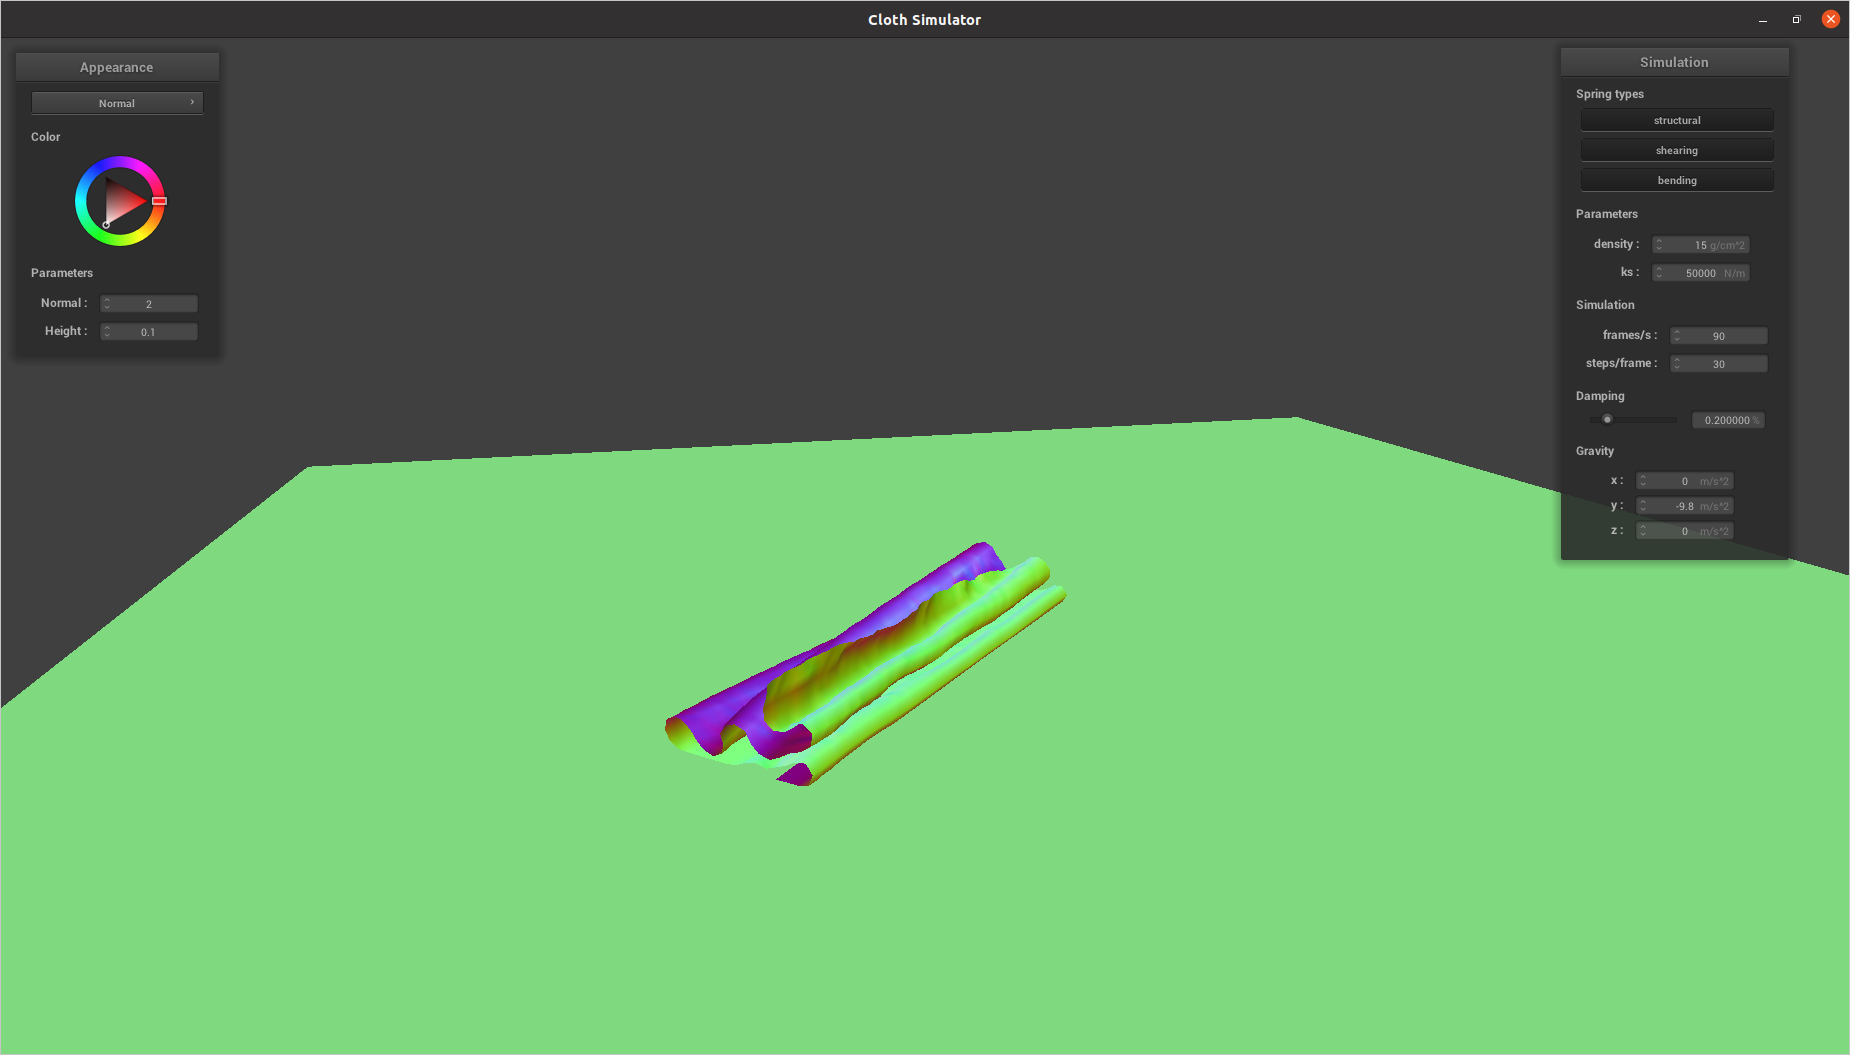 Cloth Simulator
Appearance
Normal
Color
Parameters
Normal : 2
Height : 0.1
Simulation
Spring types
structural
shearing
bending
Parameters
density : 15 g/cm^2
ks : 50000 N/m
Simulation
frames/s : 90
steps/frame : 30
Damping
0.200000 %
Gravity
x : 0 m/s^2
y : -9.8 m/s^2
z : 0 m/s^2